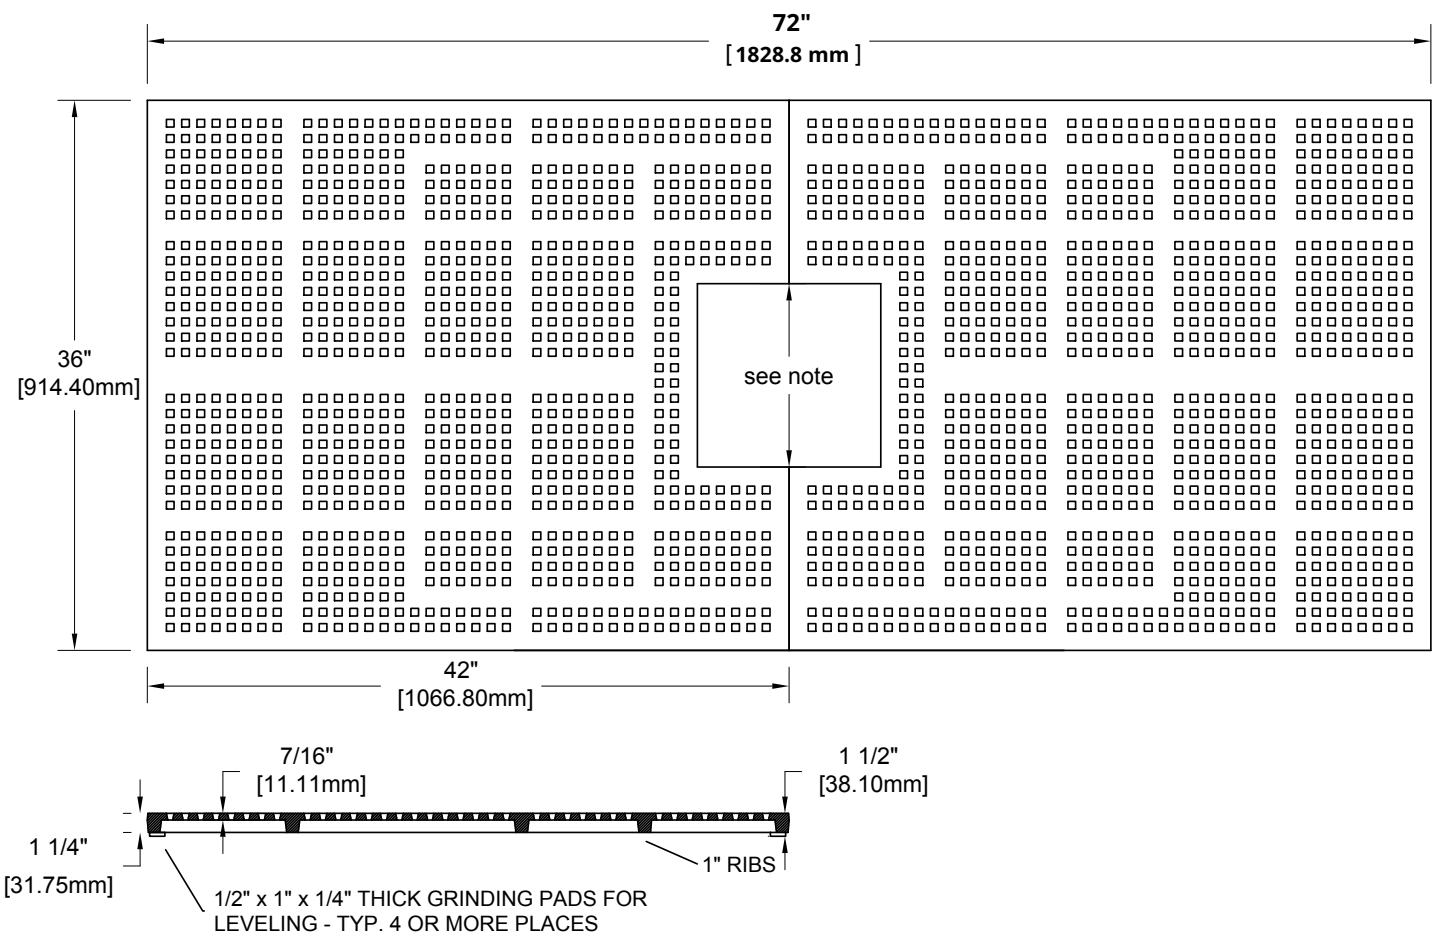 72"
[ 1828.8 mm ]
36"
[914.40mm]
see note
42"
[1066.80mm]
7/16"
[11.11mm]
1 1/2"
[38.10mm]
1 1/4"
[31.75mm]
1" RIBS
1/2" x 1" x 1/4" THICK GRINDING PADS FOR
LEVELING - TYP. 4 OR MORE PLACES